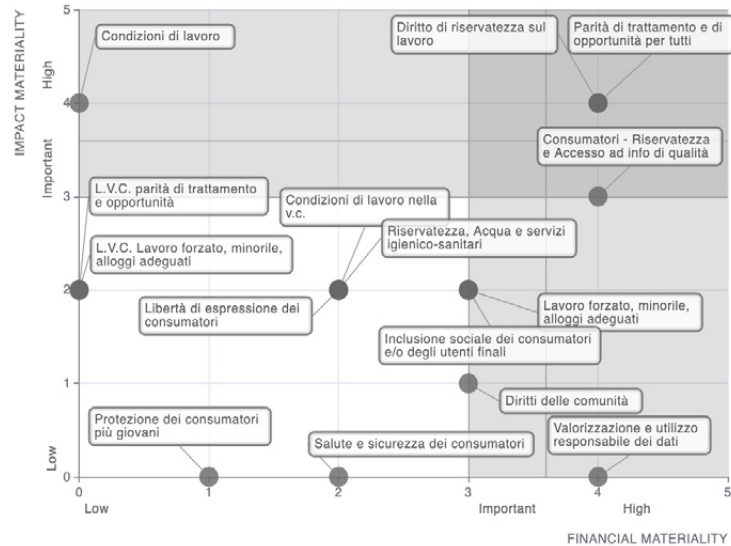 IMPACT MATERIALITY
High
Important
Low
5
4
3
2
1
0
Condizioni di lavoro
Diritto di riservatezza sul
lavoro
Parità di trattamento e di
opportunità per tutti
Consumatori - Riservatezza
e Accesso ad info di qualità
L.V.C. parità di trattamento
e opportunità
Condizioni di lavoro nella
v.c.
Riservatezza, Acqua e servizi
igienico-sanitari
L.V.C. Lavoro forzato, minorile,
alloggi adeguati
Libertà di espressione dei
consumatori
Lavoro forzato, minorile,
alloggi adeguati
Inclusione sociale dei consumatori
e/o degli utenti finali
Diritti delle comunità
Protezione dei consumatori
più giovani
Salute e sicurezza dei consumatori
Valorizzazione e utilizzo
responsabile dei dati
0 1 2 3 4 5
Low Important High
FINANCIAL MATERIALITY